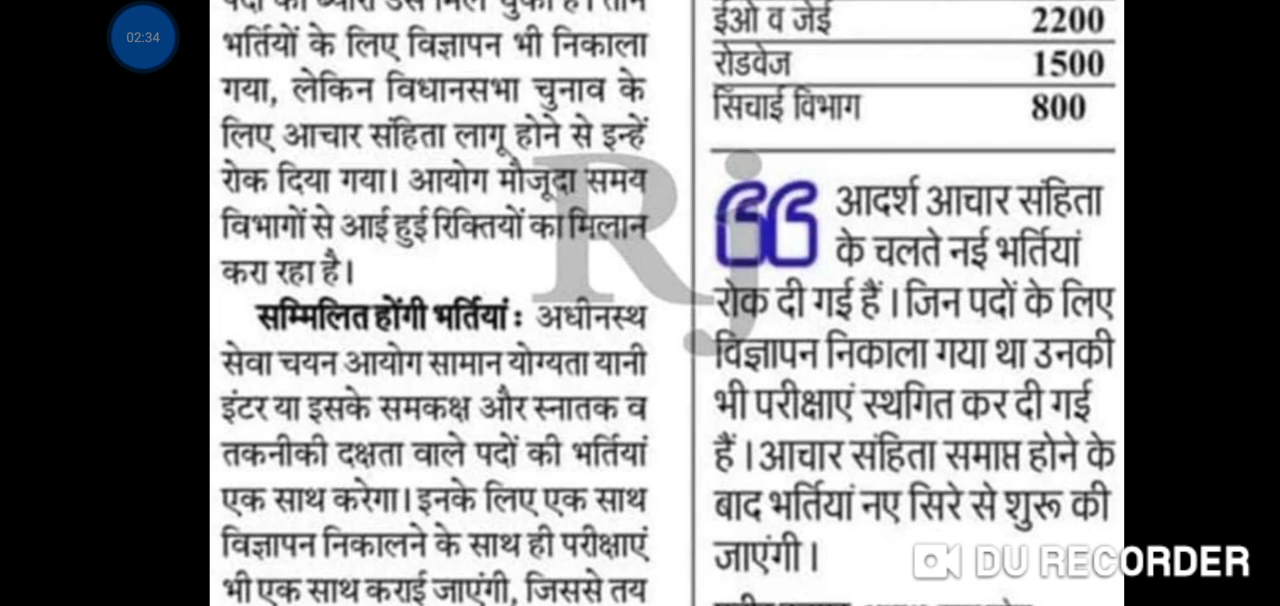 02:34
भर्तियों के लिए विज्ञापन भी निकाला
गया, लेकिन विधानसभा चुनाव के
लिए आचार संहिता लागू होने से इन्हें
रोक दिया गया। आयोग मौजूदा समय
विभागों से आई हुई रिक्तियों का मिलान
करा रहा है।
सम्मिलित होंगी भर्तियां : अधीनस्थ
सेवा चयन आयोग सामान योग्यता यानी
इंटर या इसके समकक्ष और स्नातक व
तकनीकी दक्षता वाले पदों की भर्तियां
एक साथ करेगा। इनके लिए एक साथ
विज्ञापन निकालने के साथ ही परीक्षाएं
भी एक साथ कराई जाएंगी, जिससे तय
ईओ व जेई 2200
रोडवेज 1500
सिंचाई विभाग 800
आदर्श आचार संहिता
के चलते नई भर्तियां
रोक दी गई हैं। जिन पदों के लिए
विज्ञापन निकाला गया था उनकी
भी परीक्षाएं स्थगित कर दी गई
हैं। आचार संहिता समाप्त होने के
बाद भर्तियां नए सिरे से शुरू की
जाएंगी।
Rj
DU RECORDER